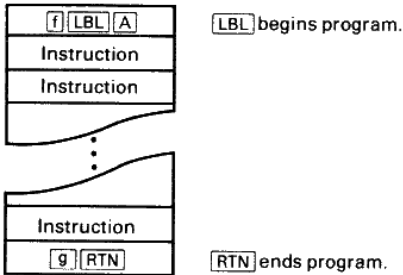 f LBL A LBL begins program.
Instruction
Instruction
Instruction
g RTN RTN ends program.